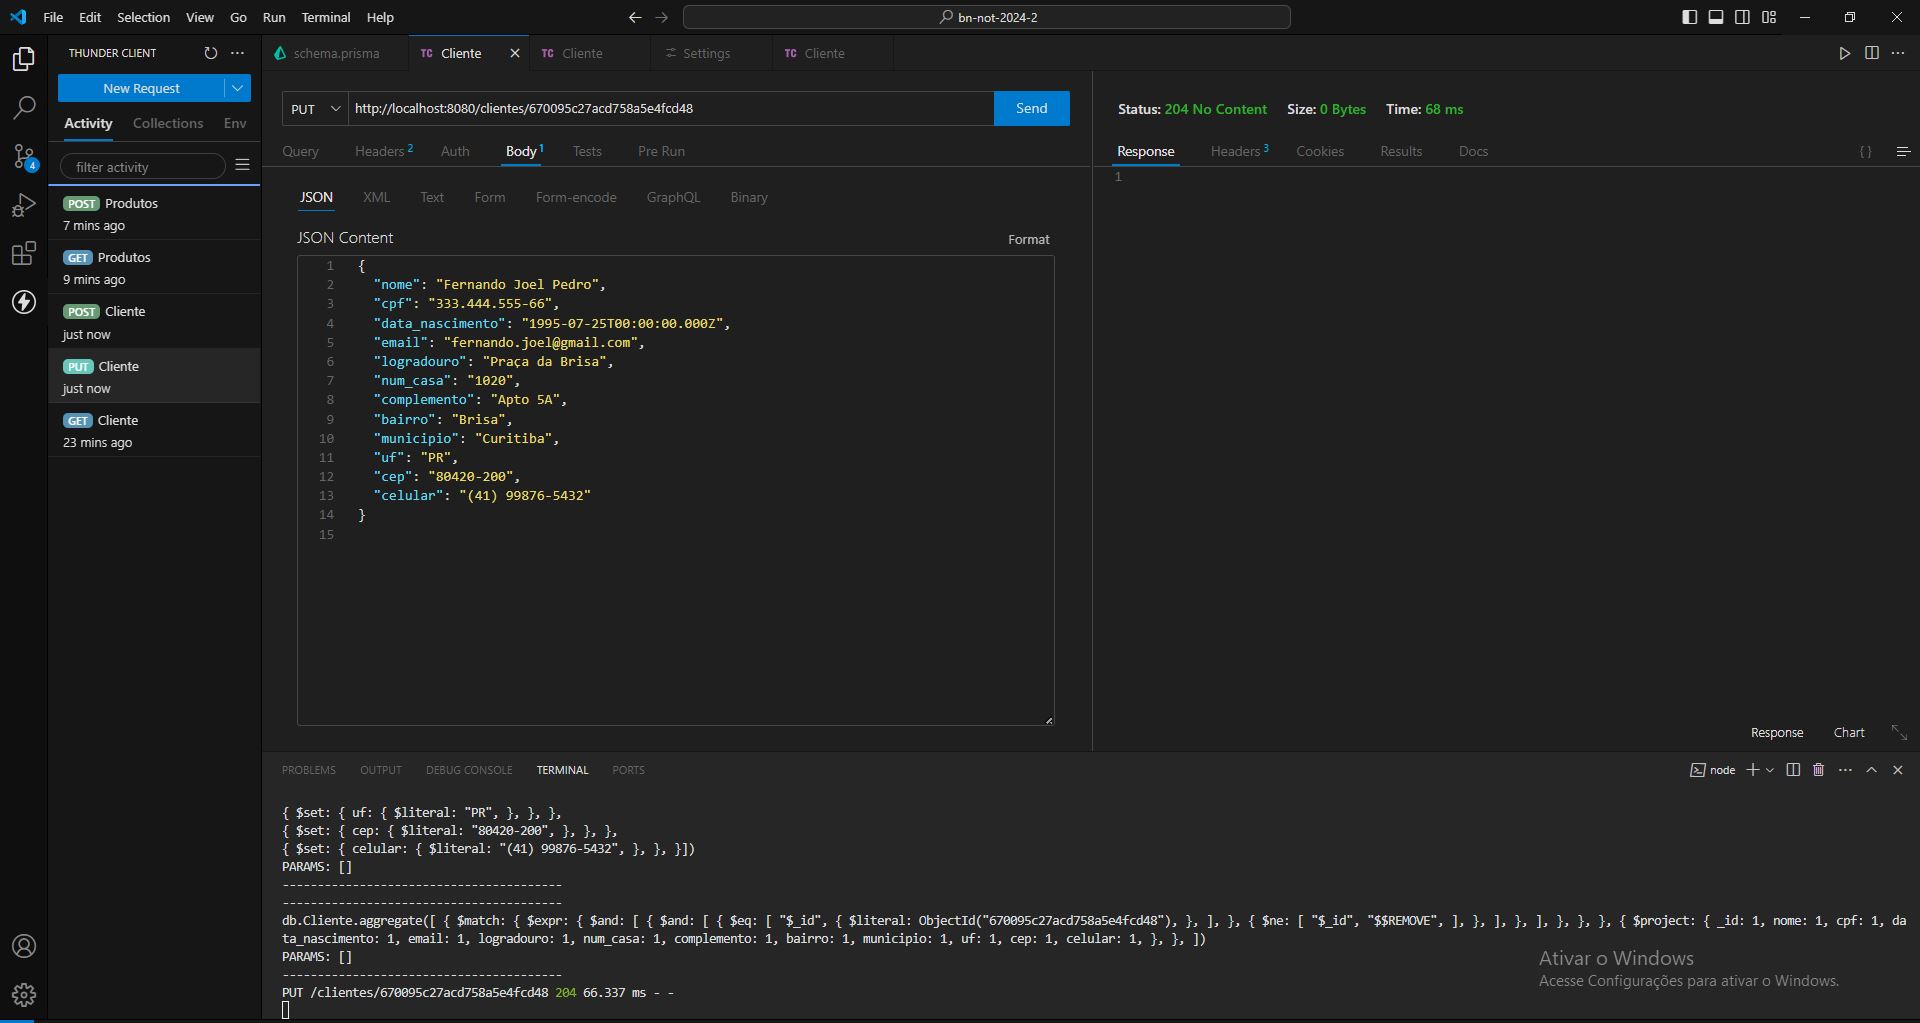 File Edit Selection View Go Run Terminal Help
bn-not-2024-2
THUNDER CLIENT
schema.prisma
TC Cliente
TC Cliente
Settings
TC Cliente
New Request
Activity Collections Env
filter activity
POST Produtos
7 mins ago
GET Produtos
9 mins ago
POST Cliente
just now
PUT Cliente
just now
GET Cliente
23 mins ago
4
PUT http://localhost:8080/clientes/670095c27acd758a5e4fcd48 Send
Query Headers 2 Auth Body 1 Tests Pre Run
JSON XML Text Form Form-encode GraphQL Binary
JSON Content Format
1 {
2 "nome": "Fernando Joel Pedro",
3 "cpf": "333.444.555-66",
4 "data_nascimento": "1995-07-25T00:00:00.000Z",
5 "email": "fernando.joel@gmail.com",
6 "logradouro": "Praça da Brisa",
7 "num_casa": "1020",
8 "complemento": "Apto 5A",
9 "bairro": "Brisa",
10 "municipio": "Curitiba",
11 "uf": "PR",
12 "cep": "80420-200",
13 "celular": "(41) 99876-5432"
14 }
15
Status: 204 No Content Size: 0 Bytes Time: 68 ms
Response Headers 3 Cookies Results Docs { }
1
Response Chart
PROBLEMS OUTPUT DEBUG CONSOLE TERMINAL PORTS
node
{ $set: { uf: { $literal: "PR", }, }, },
{ $set: { cep: { $literal: "80420-200", }, }, },
{ $set: { celular: { $literal: "(41) 99876-5432", }, }, }])
PARAMS: []
----------------------------------------
----------------------------------------
db.Cliente.aggregate([ { $match: { $expr: { $and: [ { $and: [ { $eq: [ "$_id", { $literal: ObjectId("670095c27acd758a5e4fcd48"), }, ], }, { $ne: [ "$_id", "$$REMOVE", ], }, ], }, ], }, }, }, { $project: { _id: 1, nome: 1, cpf: 1, da
ta_nascimento: 1, email: 1, logradouro: 1, num_casa: 1, complemento: 1, bairro: 1, municipio: 1, uf: 1, cep: 1, celular: 1, }, }, ])
PARAMS: []
----------------------------------------
PUT /clientes/670095c27acd758a5e4fcd48 204 66.337 ms - -
Ativar o Windows
Acesse Configurações para ativar o Windows.